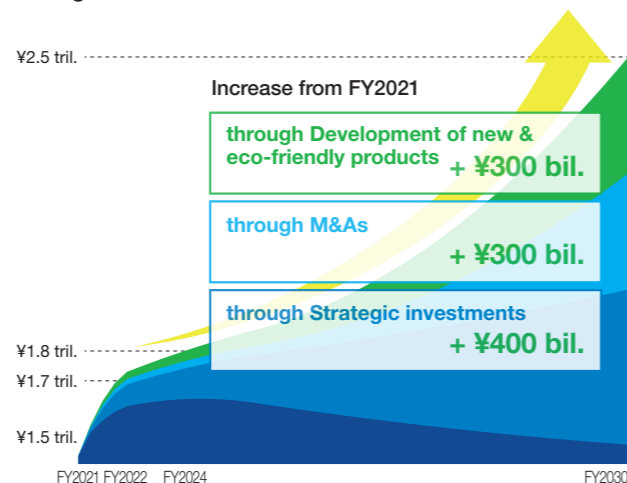 ¥2.5 tril.
Increase from FY2021
through Development of new &
eco-friendly products
+ ¥300 bil.
through M&As
+ ¥300 bil.
through Strategic investments
+ ¥400 bil.
¥1.8 tril.
¥1.7 tril.
¥1.5 tril.
FY2021 FY2022 FY2024 FY2030